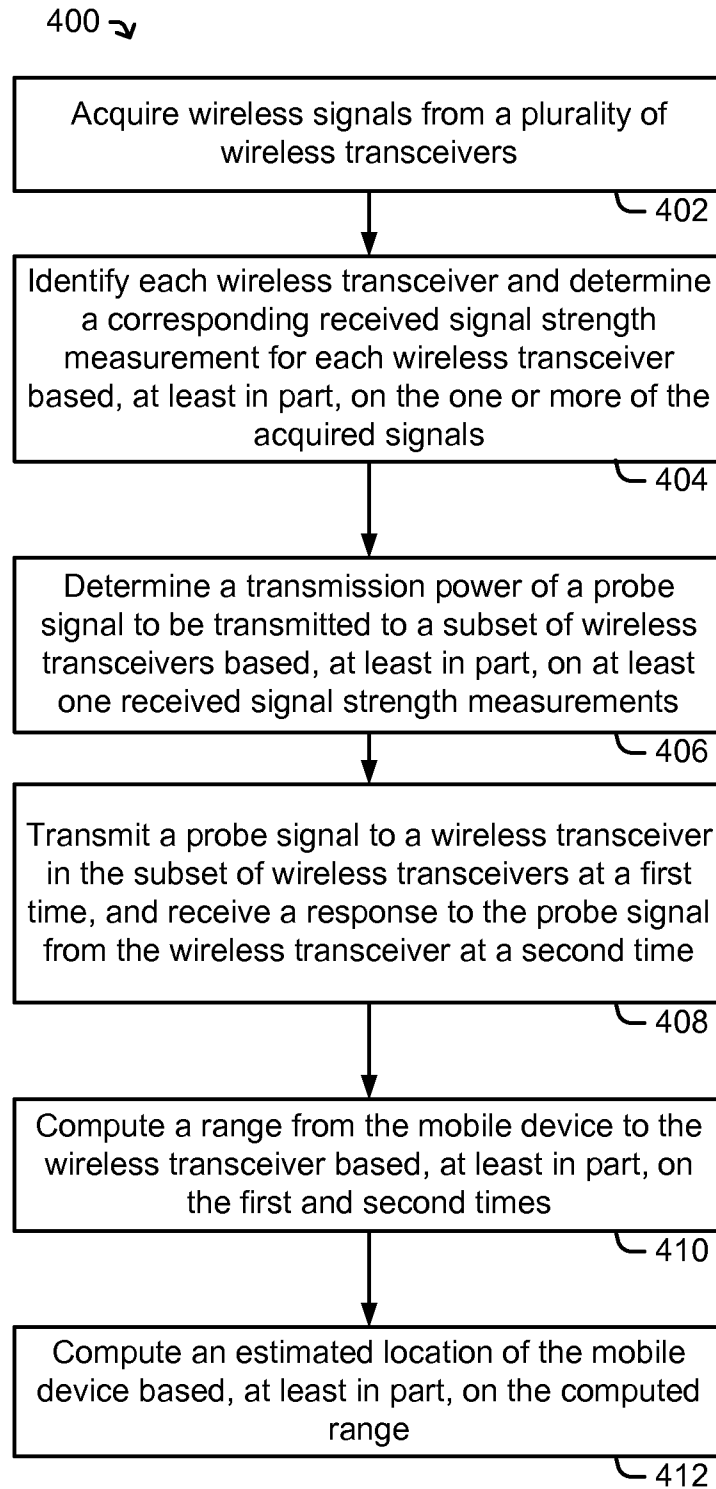 400
Acquire wireless signals from a plurality of
wireless transceivers
402
Identify each wireless transceiver and determine
a corresponding received signal strength
measurement for each wireless transceiver
based, at least in part, on the one or more of the
acquired signals
404
Determine a transmission power of a probe
signal to be transmitted to a subset of wireless
transceivers based, at least in part, on at least
one received signal strength measurements
406
Transmit a probe signal to a wireless transceiver
in the subset of wireless transceivers at a first
time, and receive a response to the probe signal
from the wireless transceiver at a second time
408
Compute a range from the mobile device to the
wireless transceiver based, at least in part, on
the first and second times
410
Compute an estimated location of the mobile
device based, at least in part, on the computed
range
412